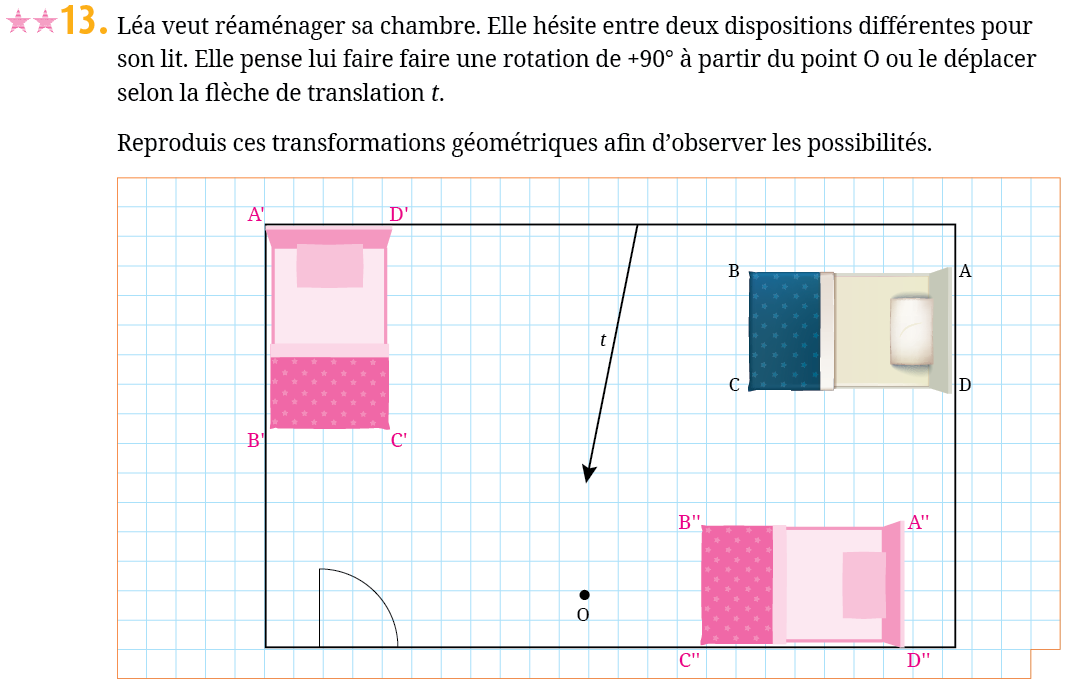 13. Léa veut réaménager sa chambre. Elle hésite entre deux dispositions différentes pour
son lit. Elle pense lui faire faire une rotation de +90° à partir du point O ou le déplacer
selon la flèche de translation t.
Reproduis ces transformations géométriques afin d’observer les possibilités.
A' D'
B A
t
C D
B' C'
B'' A''
O
C'' D''